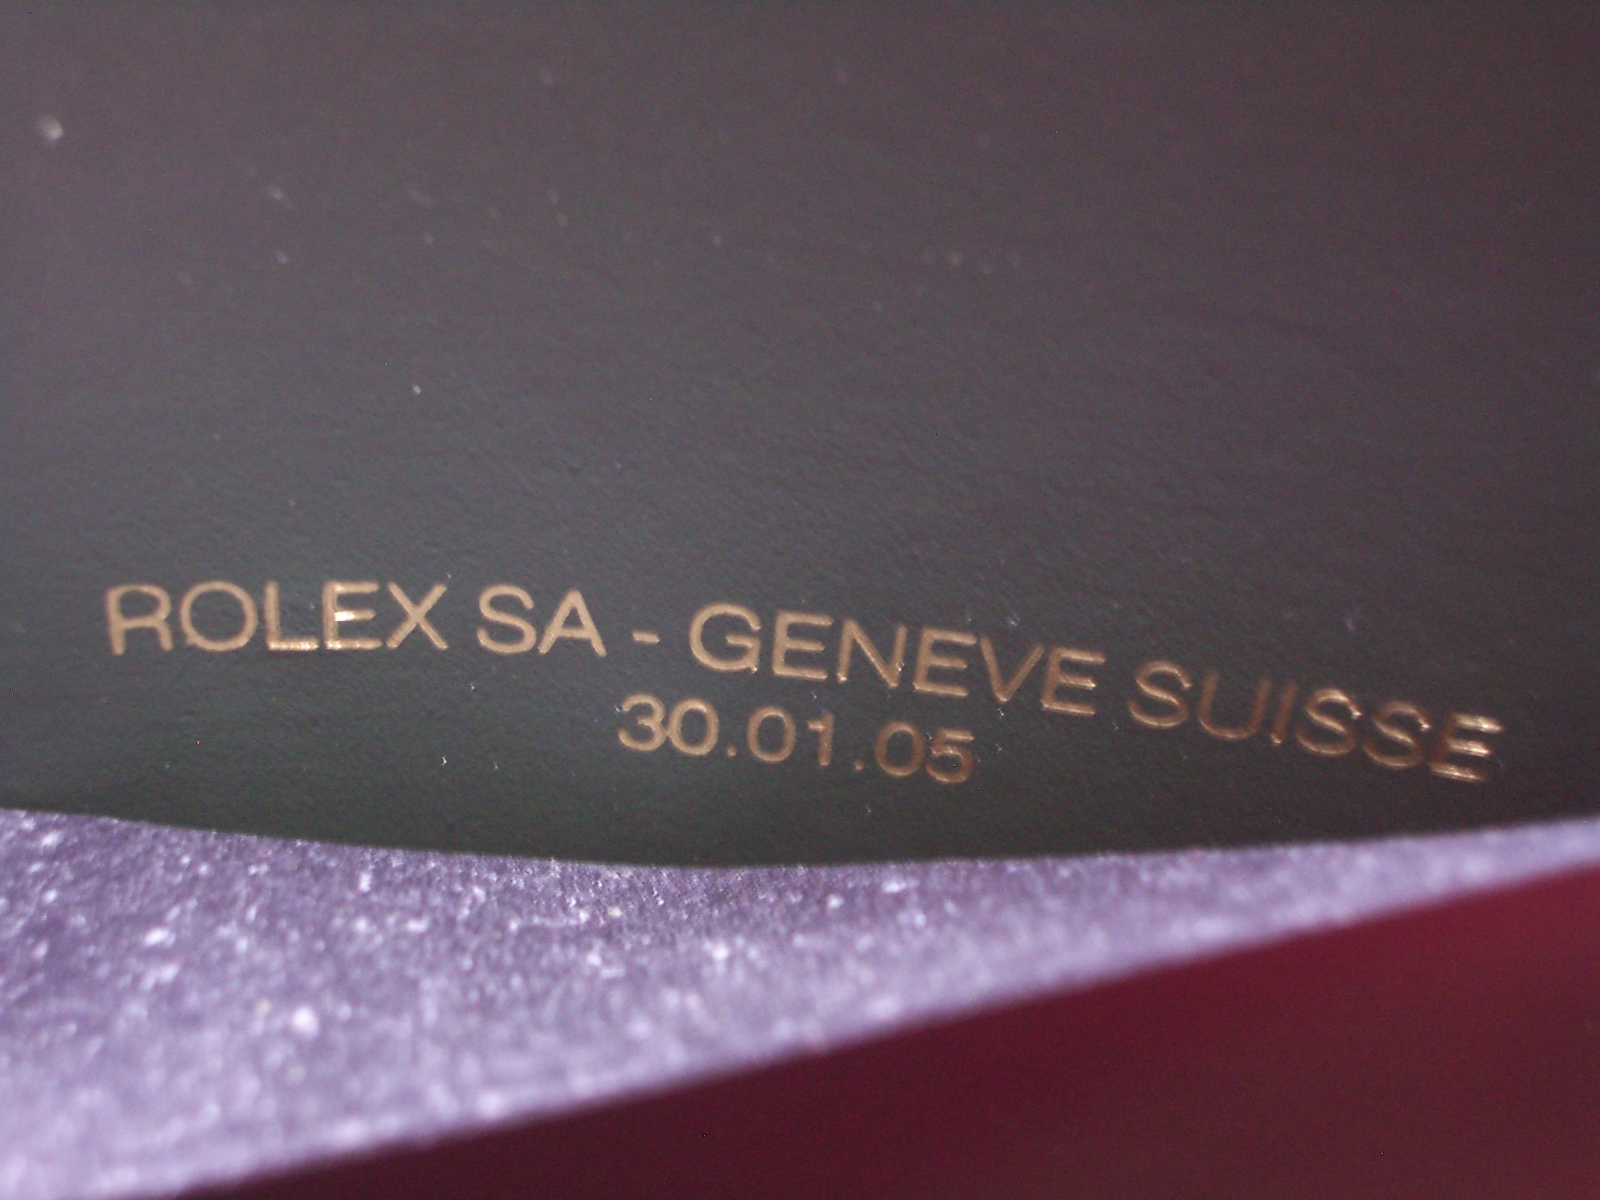 ROLEX SA - GENEVE SUISSE
30.01.05